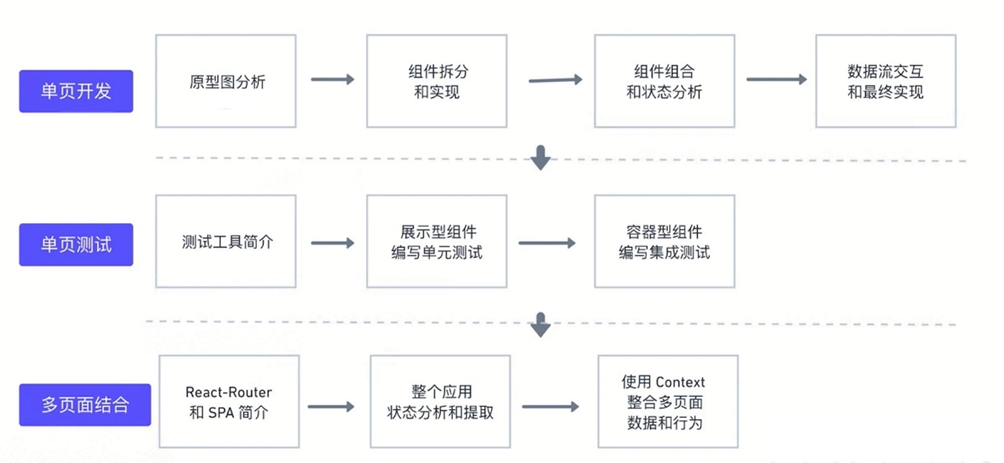 单页开发
原型图分析
组件拆分
和实现
组件组合
和状态分析
数据流交互
和最终实现
单页测试
测试工具简介
展示型组件
编写单元测试
容器型组件
编写集成测试
多页面结合
React-Router
和 SPA 简介
整个应用
状态分析和提取
使用 Context
整合多页面
数据和行为